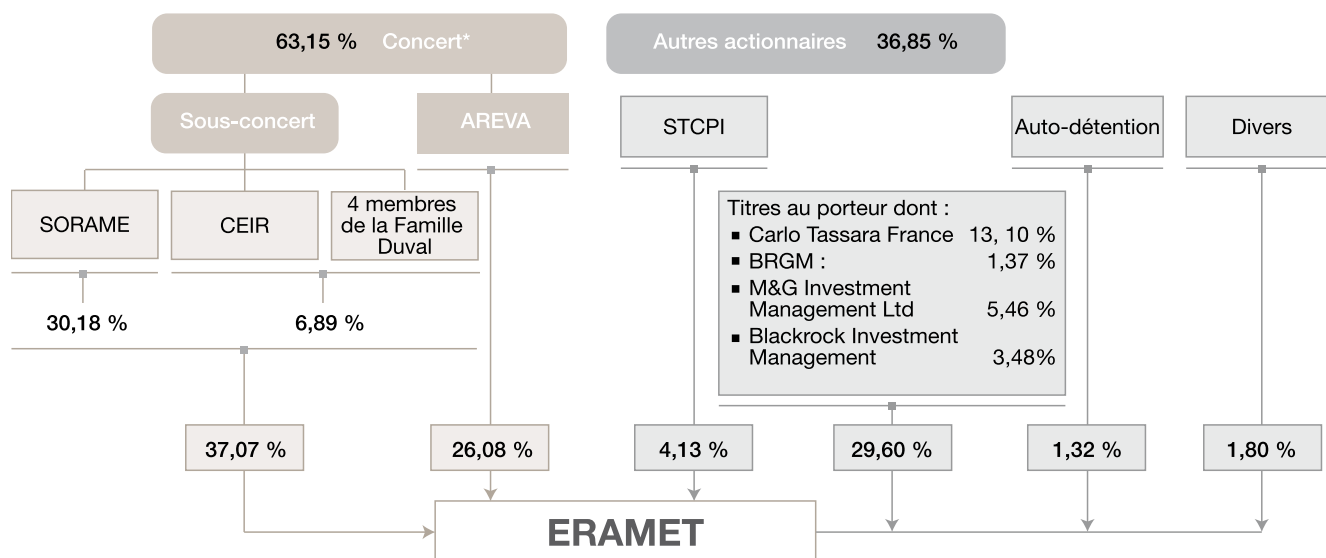 63,15 % Concert*
Autres actionnaires 36,85 %
Sous-concert
AREVA
STCPI
Auto-détention
Divers
SORAME
CEIR
4 membres
de la Famille
Duval
Titres au porteur dont :
▪ Carlo Tassara France 13, 10 %
▪ BRGM : 1,37 %
▪ M&G Investment
Management Ltd 5,46 %
▪ Blackrock Investment
Management 3,48%
30,18 %
6,89 %
37,07 %
26,08 %
4,13 %
29,60 %
1,32 %
1,80 %
ERAMET